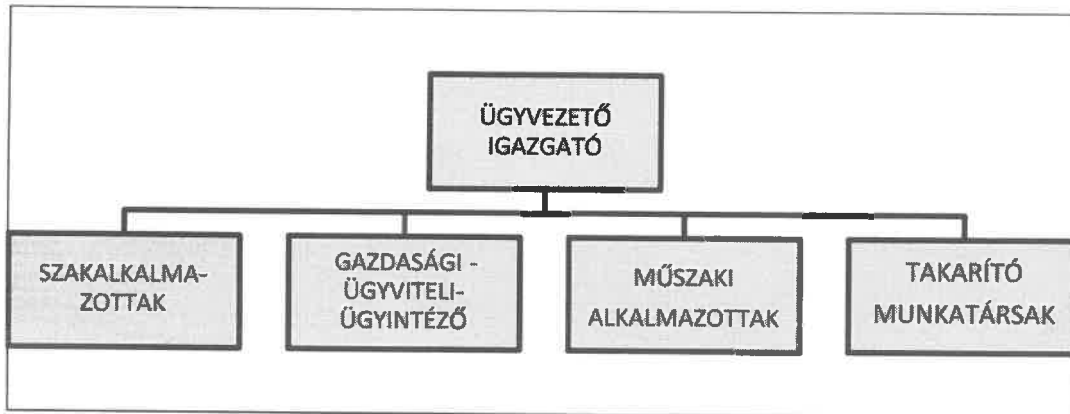 ÜGYVEZETŐ
IGAZGATÓ
SZAKALKALMA-
ZOTTAK
GAZDASÁGI -
ÜGYVITELI-
ÜGYINTÉZŐ
MŰSZAKI
ALKALMAZOTTAK
TAKARÍTÓ
MUNKATÁRSAK